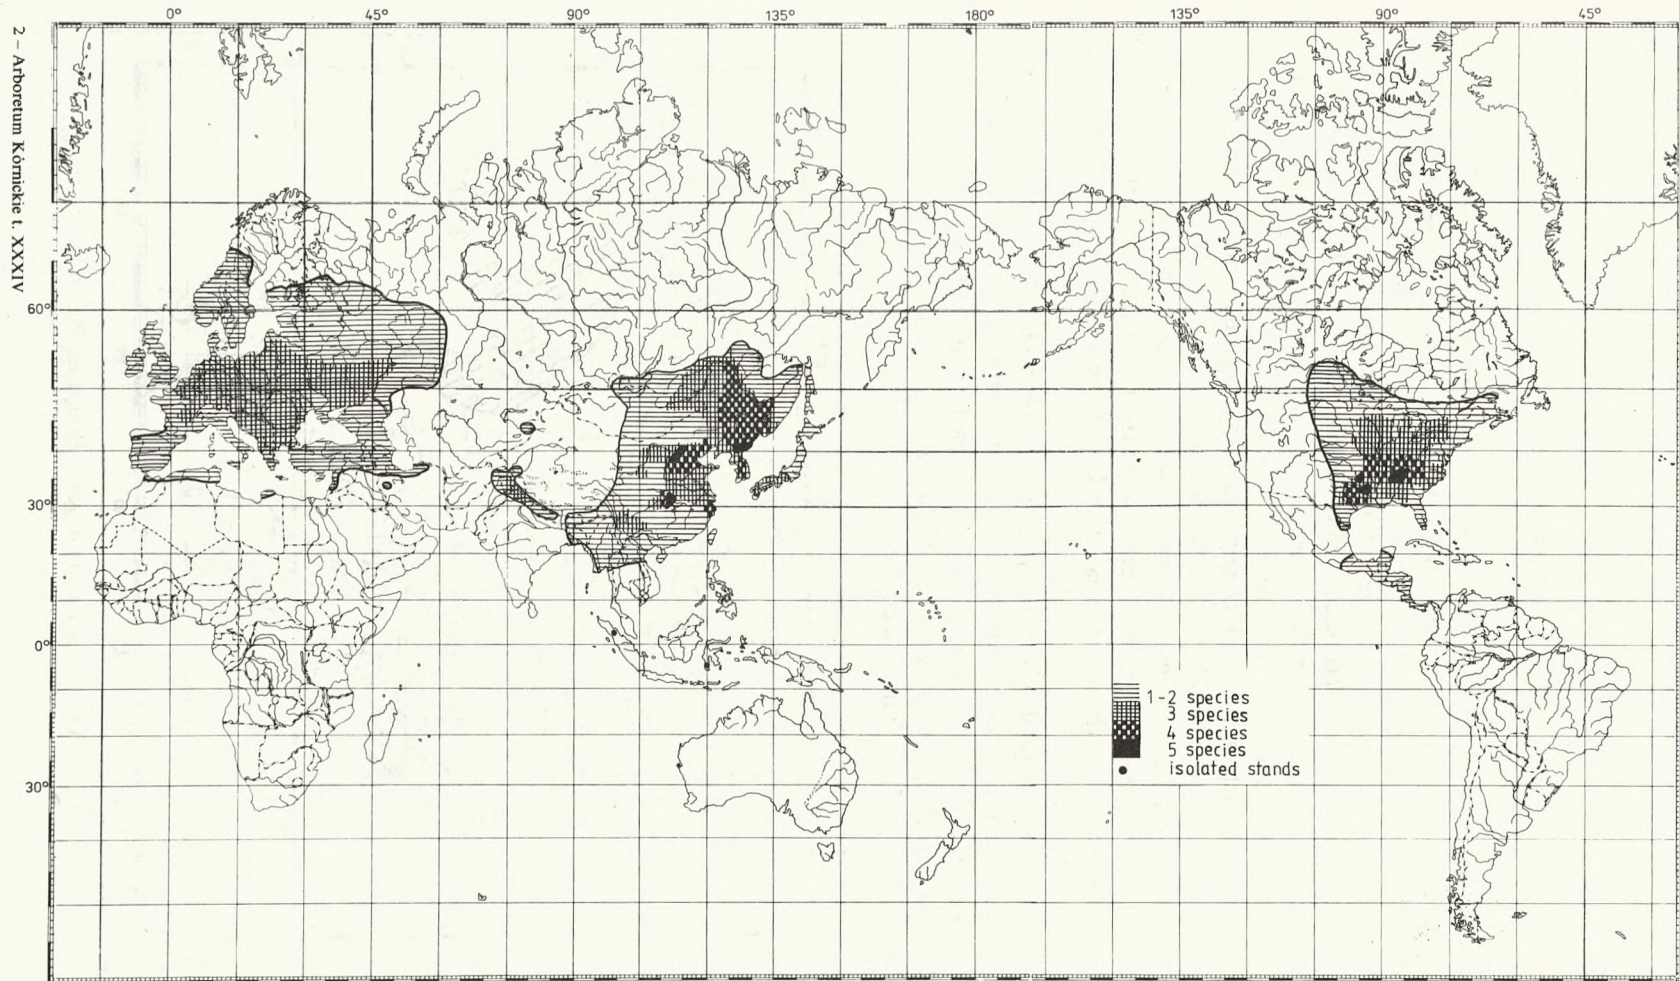 0° 45° 90° 135° 180° 135° 90° 45°
2 – Arboretum Kórnickie t. XXXIV
60°
30°
0°
30°
1-2 species
3 species
4 species
5 species
isolated stands